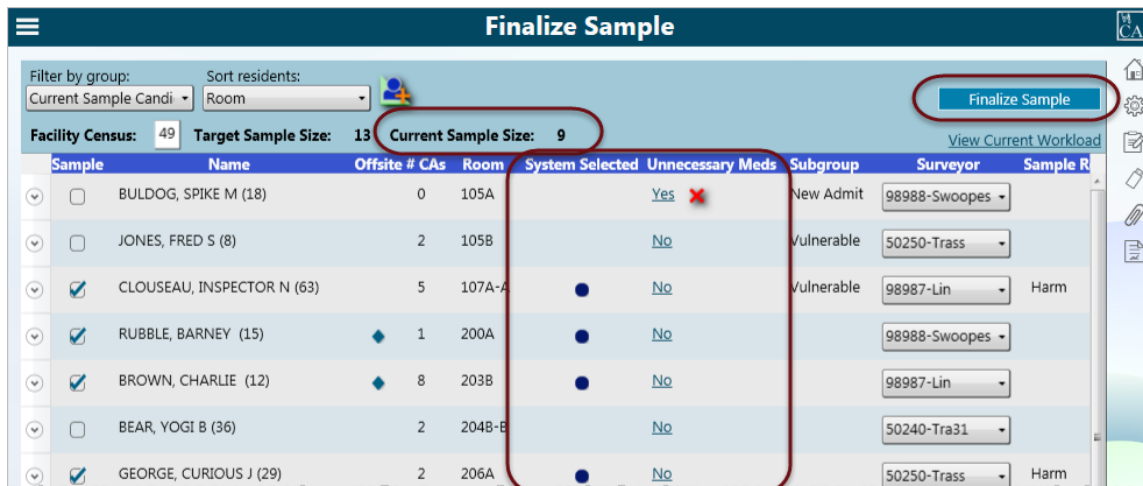 Finalize Sample
CA
Filter by group: Sort residents:
Current Sample Candi Room
Finalize Sample
Facility Census: 49 Target Sample Size: 13 Current Sample Size: 9
View Current Workload
Sample Name Offsite # CAs Room System Selected Unnecessary Meds Subgroup Surveyor Sample R
BULDOG, SPIKE M (18) 0 105A Yes New Admit 98988-Swoopes
JONES, FRED S (8) 2 105B No Vulnerable 50250-Trass
CLOUSEAU, INSPECTOR N (63) 5 107A-A No Vulnerable 98987-Lin Harm
RUBBLE, BARNEY (15) 1 200A No 98988-Swoopes
BROWN, CHARLIE (12) 8 203B No 98987-Lin
BEAR, YOGI B (36) 2 204B-B No 50240-Tra31
GEORGE, CURIOUS J (29) 2 206A No 50250-Trass Harm